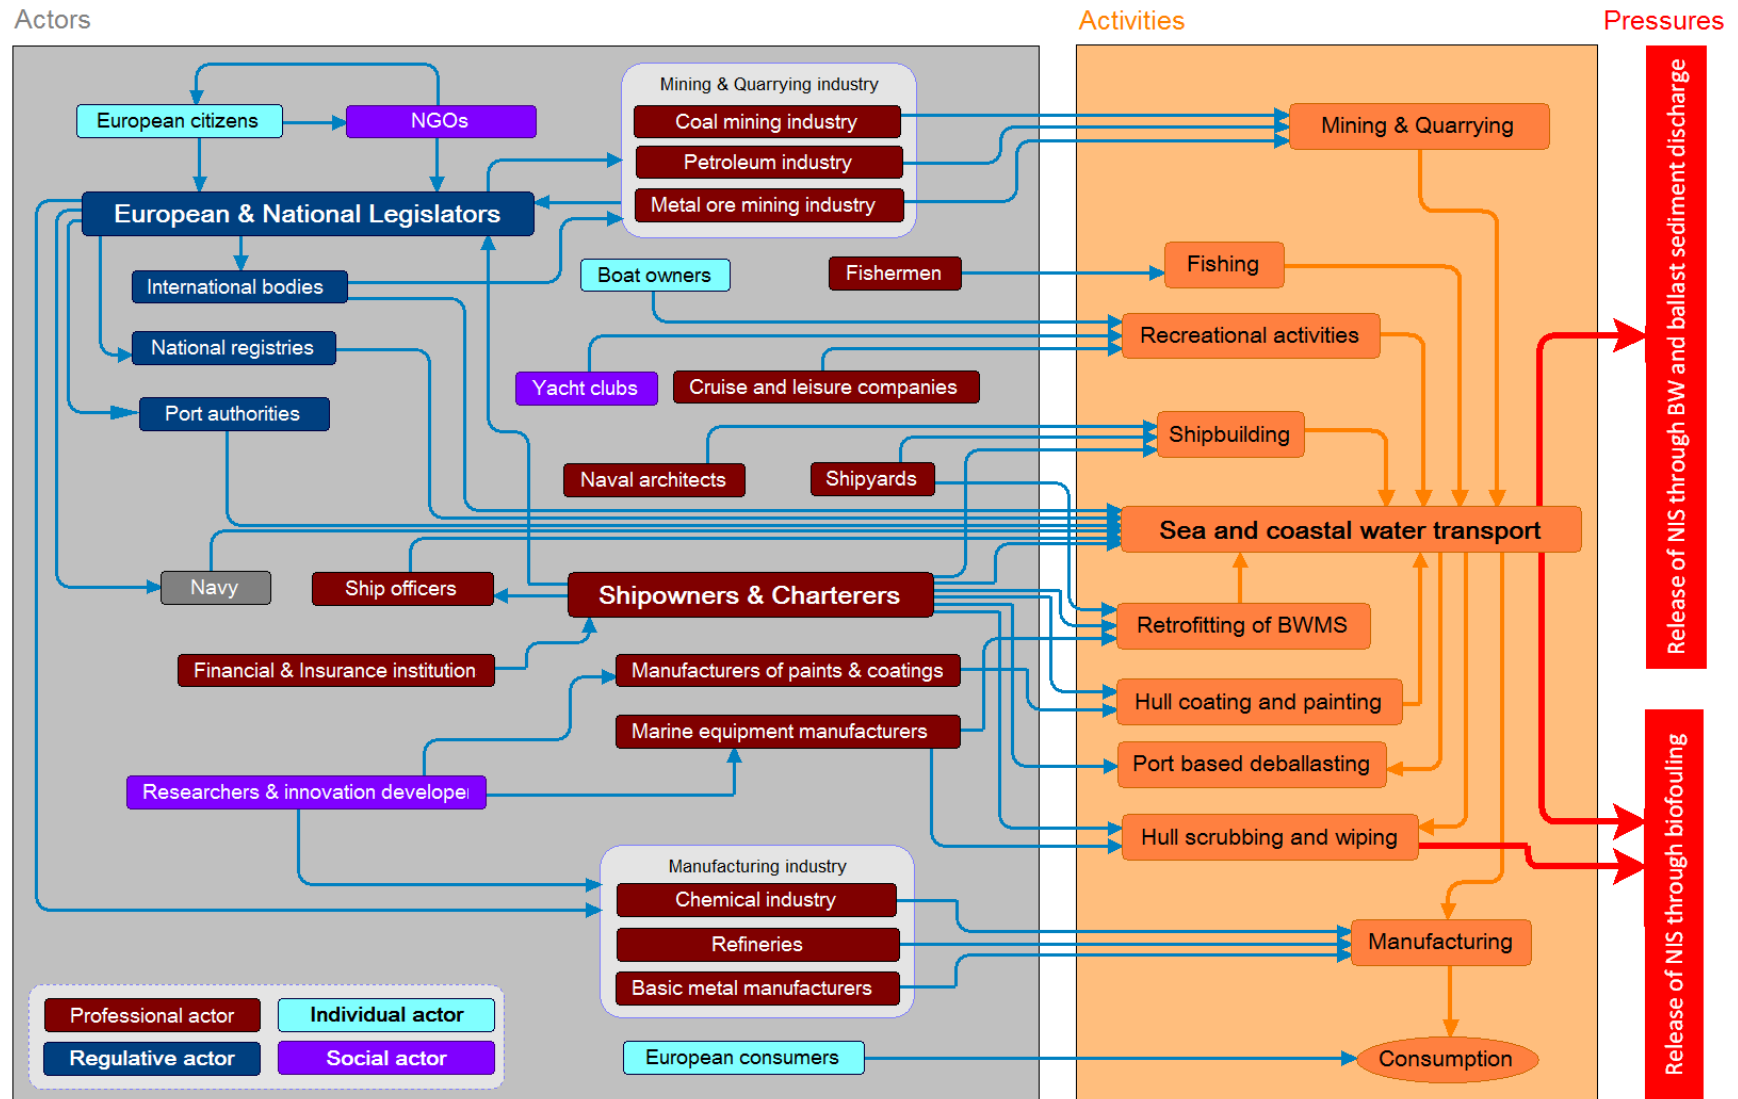 Actors
Activities
Pressures
Mining & Quarrying industry
European citizens
NGOs
Coal mining industry
Petroleum industry
Metal ore mining industry
Mining & Quarrying
European & National Legislators
International bodies
Boat owners
Fishermen
Fishing
National registries
Recreational activities
Yacht clubs
Cruise and leisure companies
Port authorities
Shipbuilding
Naval architects
Shipyards
Sea and coastal water transport
Navy
Ship officers
Shipowners & Charterers
Retrofitting of BWMS
Financial & Insurance institution
Manufacturers of paints & coatings
Hull coating and painting
Marine equipment manufacturers
Port based deballasting
Researchers & innovation develope
Hull scrubbing and wiping
Manufacturing industry
Chemical industry
Refineries
Basic metal manufacturers
Manufacturing
European consumers
Consumption
Professional actor
Individual actor
Regulative actor
Social actor
Release of NIS through BW and ballast sediment discharge
Release of NIS through biofouling